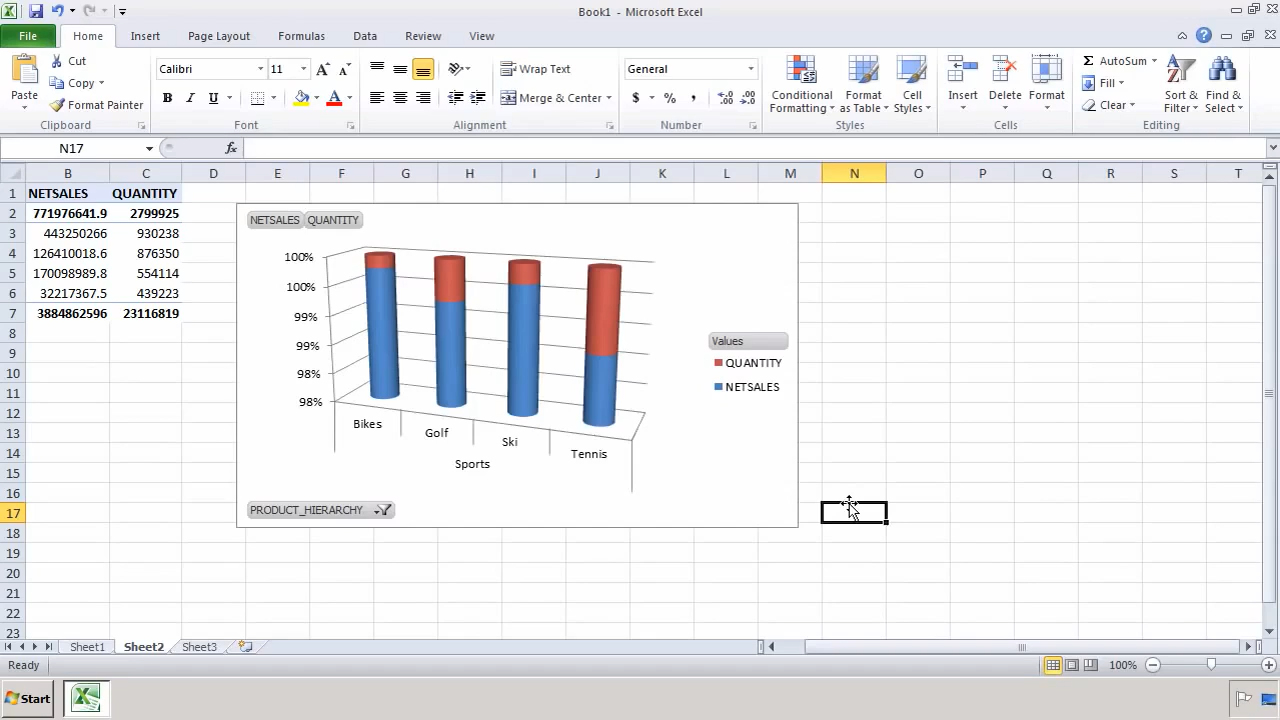 Book1 - Microsoft Excel
File Home Insert Page Layout Formulas Data Review View
Paste
Cut
Copy
Format Painter
Clipboard
Calibri 11
B I U A
Font
Wrap Text
Merge & Center
Alignment
General
$ % , .00
Number
Conditional Formatting
Format as Table
Cell Styles
Styles
Insert
Delete
Format
Cells
Σ AutoSum
Fill
Clear
Sort & Filter
Find & Select
Editing
N17 fx
B C D E F G H I J K L M N O P Q R S T
1 NETSALES QUANTITY
2 771976641.9 2799925
3 443250266 930238
4 126410018.6 876350
5 170098989.8 554114
6 32217367.5 439223
7 3884862596 23116819
8
9
10
11
12
13
14
15
16
17
18
19
20
21
22
23
NETSALES QUANTITY
100%
100%
99%
99%
98%
98%
Bikes
Golf
Ski
Tennis
Sports
Values
QUANTITY
NETSALES
PRODUCT_HIERARCHY
Sheet1 Sheet2 Sheet3
Ready 100%
Start